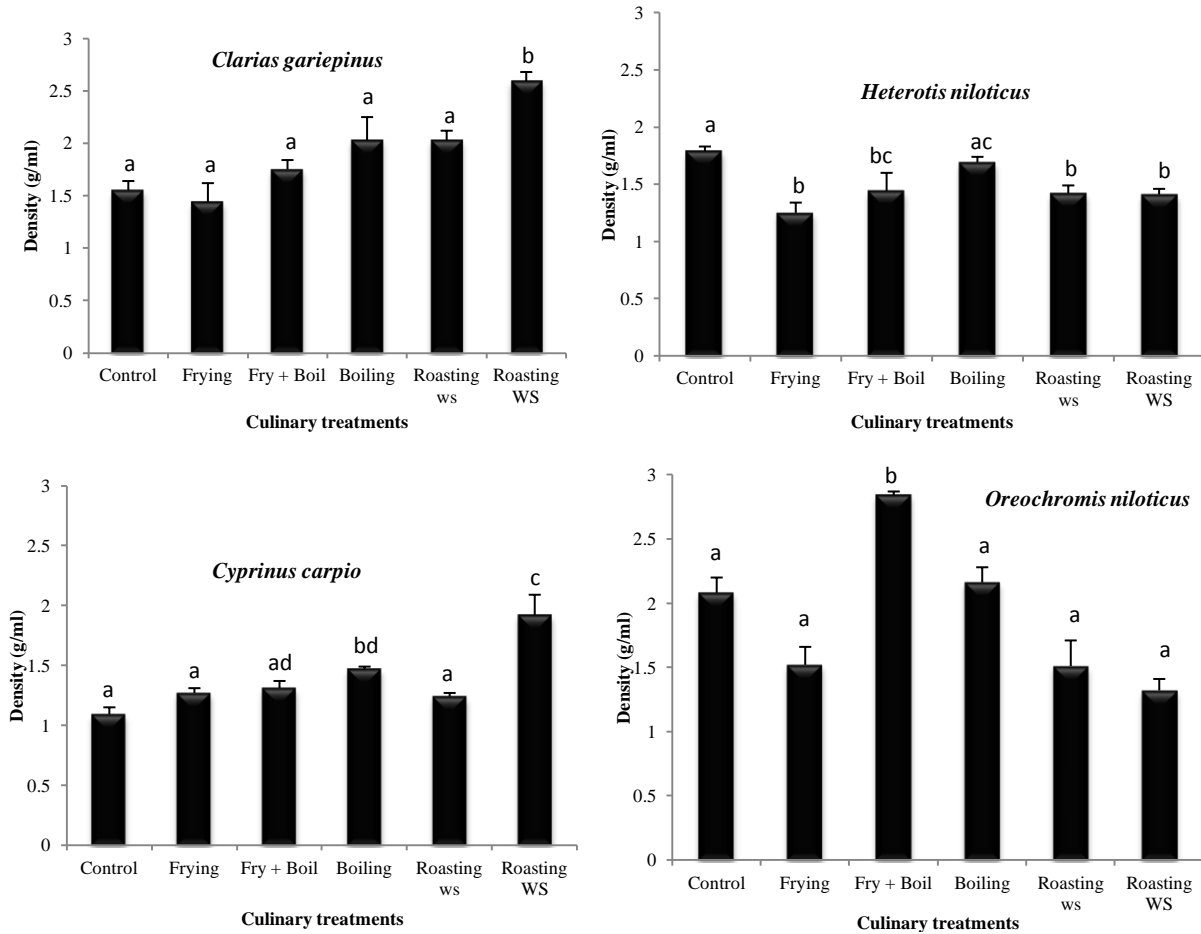 Clarias gariepinus
Density (g/ml)
3
2.5
2
1.5
1
0.5
0
a
a
a
a
a
b
Control
Frying
Fry + Boil
Boiling
Roasting ws
Roasting WS
Culinary treatments
Heterotis niloticus
Density (g/ml)
3
2.5
2
1.5
1
0.5
0
a
b
bc
ac
b
b
Control
Frying
Fry + Boil
Boiling
Roasting ws
Roasting WS
Culinary treatments
Cyprinus carpio
Density (g/ml)
3
2.5
2
1.5
1
0.5
0
a
a
ad
bd
a
c
Control
Frying
Fry + Boil
Boiling
Roasting ws
Roasting WS
Culinary treatments
Oreochromis niloticus
Density (g/ml)
3
2.5
2
1.5
1
0.5
0
a
a
b
a
a
a
Control
Frying
Fry + Boil
Boiling
Roasting ws
Roasting WS
Culinary treatments